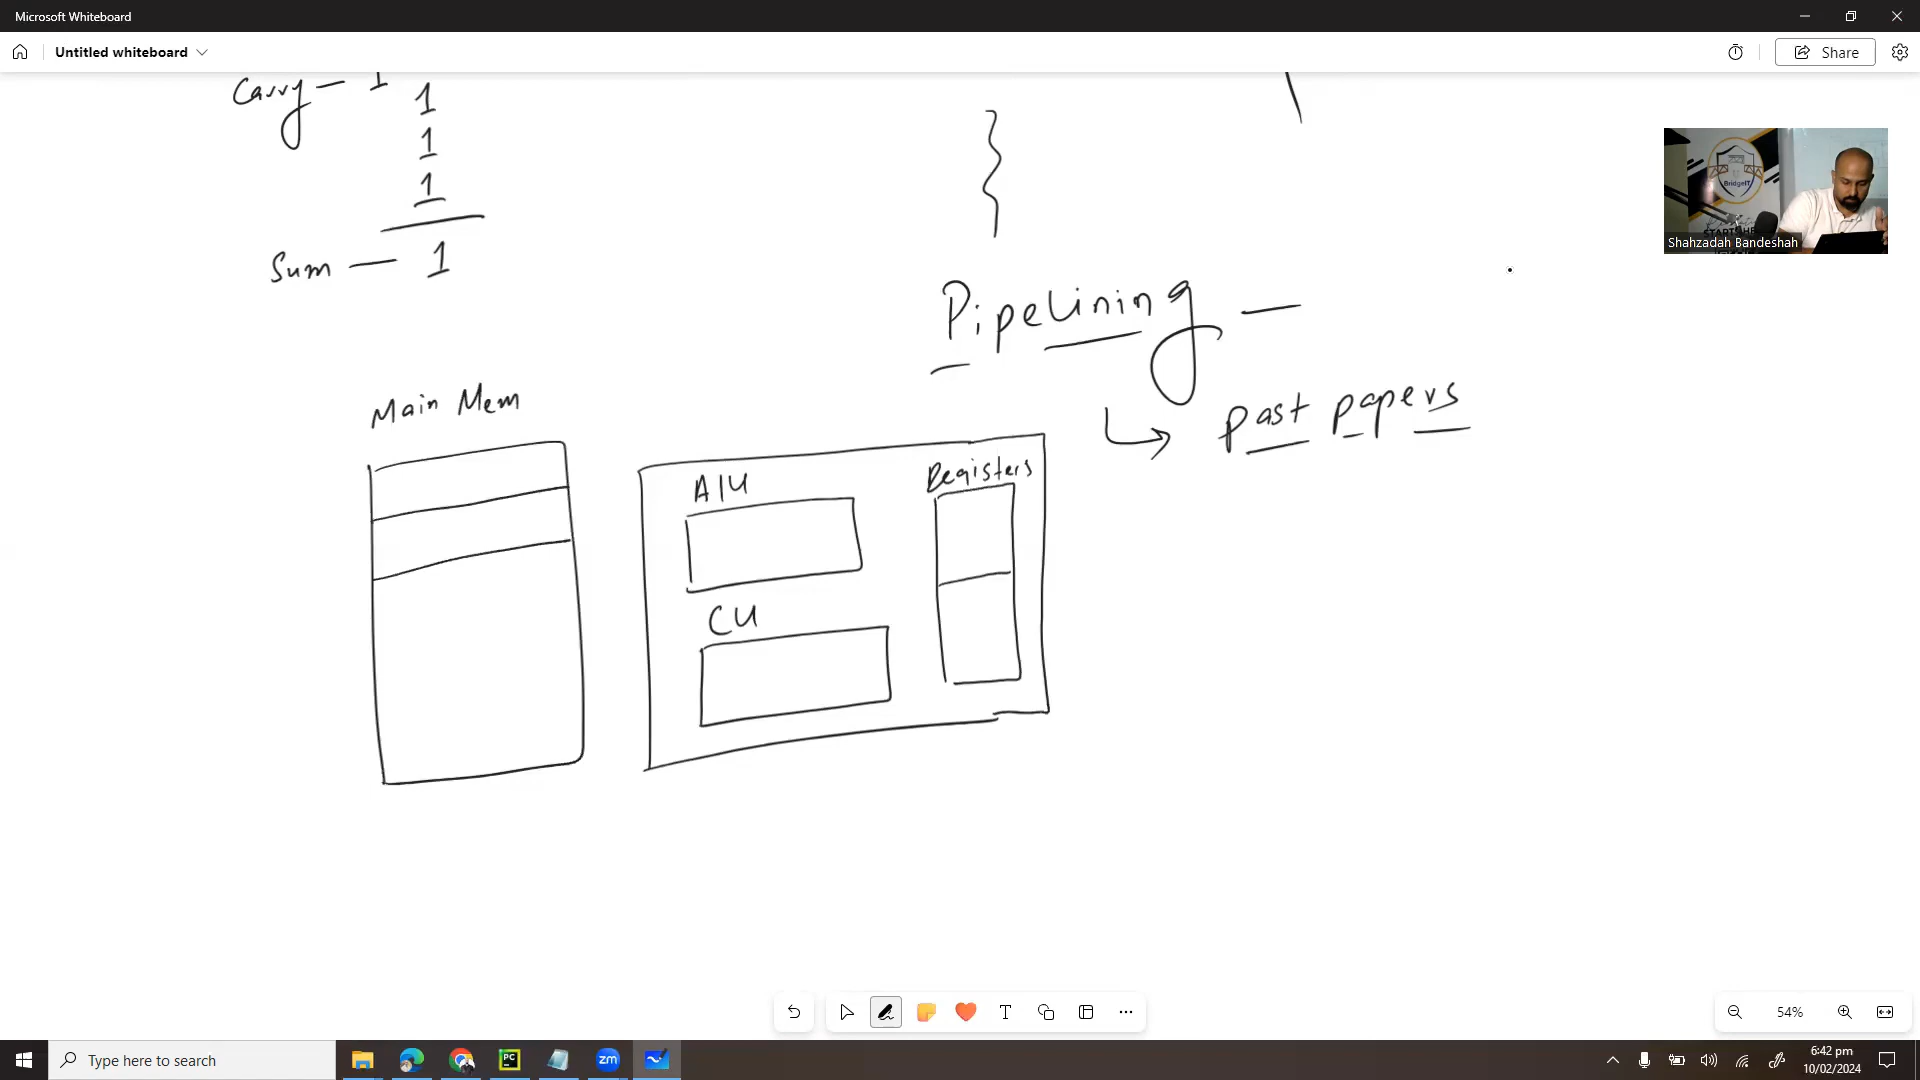 Microsoft Whiteboard
Untitled whiteboard
Share
Carry — 1
1
1
1
Sum — 1
Pipelining —
past papers
Main Mem
ALU
Registers
CU
BridgeIT
Shahzadah Bandeshah
54%
Type here to search
6:42 pm
10/02/2024